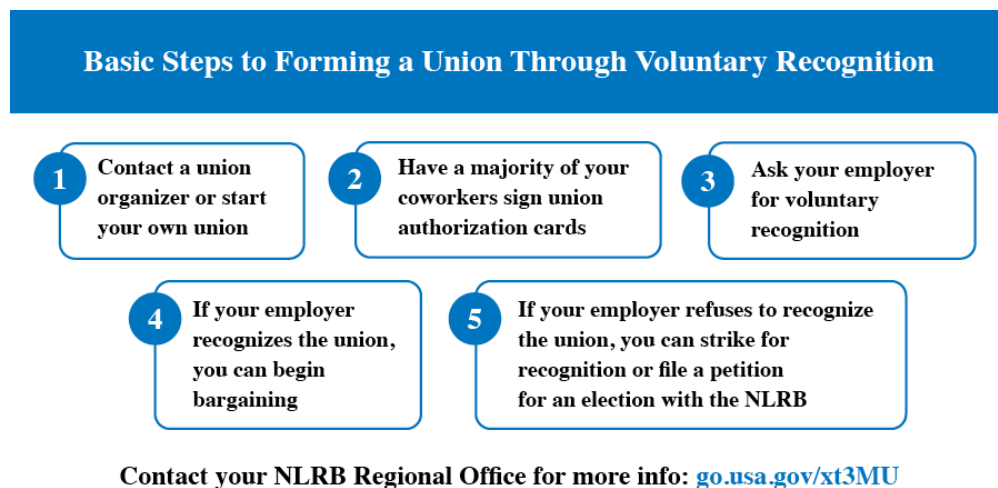 Basic Steps to Forming a Union Through Voluntary Recognition
1
Contact a union
organizer or start
your own union
2
Have a majority of your
coworkers sign union
authorization cards
3
Ask your employer
for voluntary
recognition
4
If your employer
recognizes the union,
you can begin
bargaining
5
If your employer refuses to recognize
the union, you can strike for
recognition or file a petition
for an election with the NLRB
Contact your NLRB Regional Office for more info: go.usa.gov/xt3MU